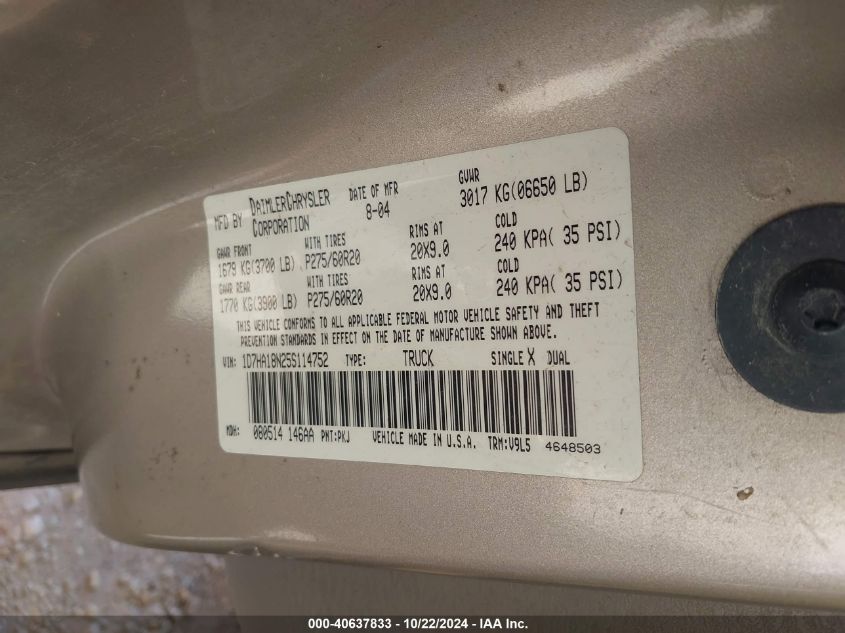 MFD BY DAIMLERCHRYSLER CORPORATION DATE OF MFR 8-04 GVWR 3017 KG(06650 LB)
GAWR FRONT WITH TIRES RIMS AT COLD
1679 KG(3700 LB) P275/60R20 20X9.0 240 KPA( 35 PSI)
GAWR REAR WITH TIRES RIMS AT COLD
1770 KG(3900 LB) P275/60R20 20X9.0 240 KPA( 35 PSI)
THIS VEHICLE CONFORMS TO ALL APPLICABLE FEDERAL MOTOR VEHICLE SAFETY AND THEFT
PREVENTION STANDARDS IN EFFECT ON THE DATE OF MANUFACTURE SHOWN ABOVE.
VIN: 1D7HA18N25S114752 TYPE: TRUCK SINGLE X DUAL
MDH: 080514 146AA PNT:PKJ VEHICLE MADE IN U.S.A. TRM:V9L5 4648503
000-40637833 - 10/22/2024 - IAA Inc.